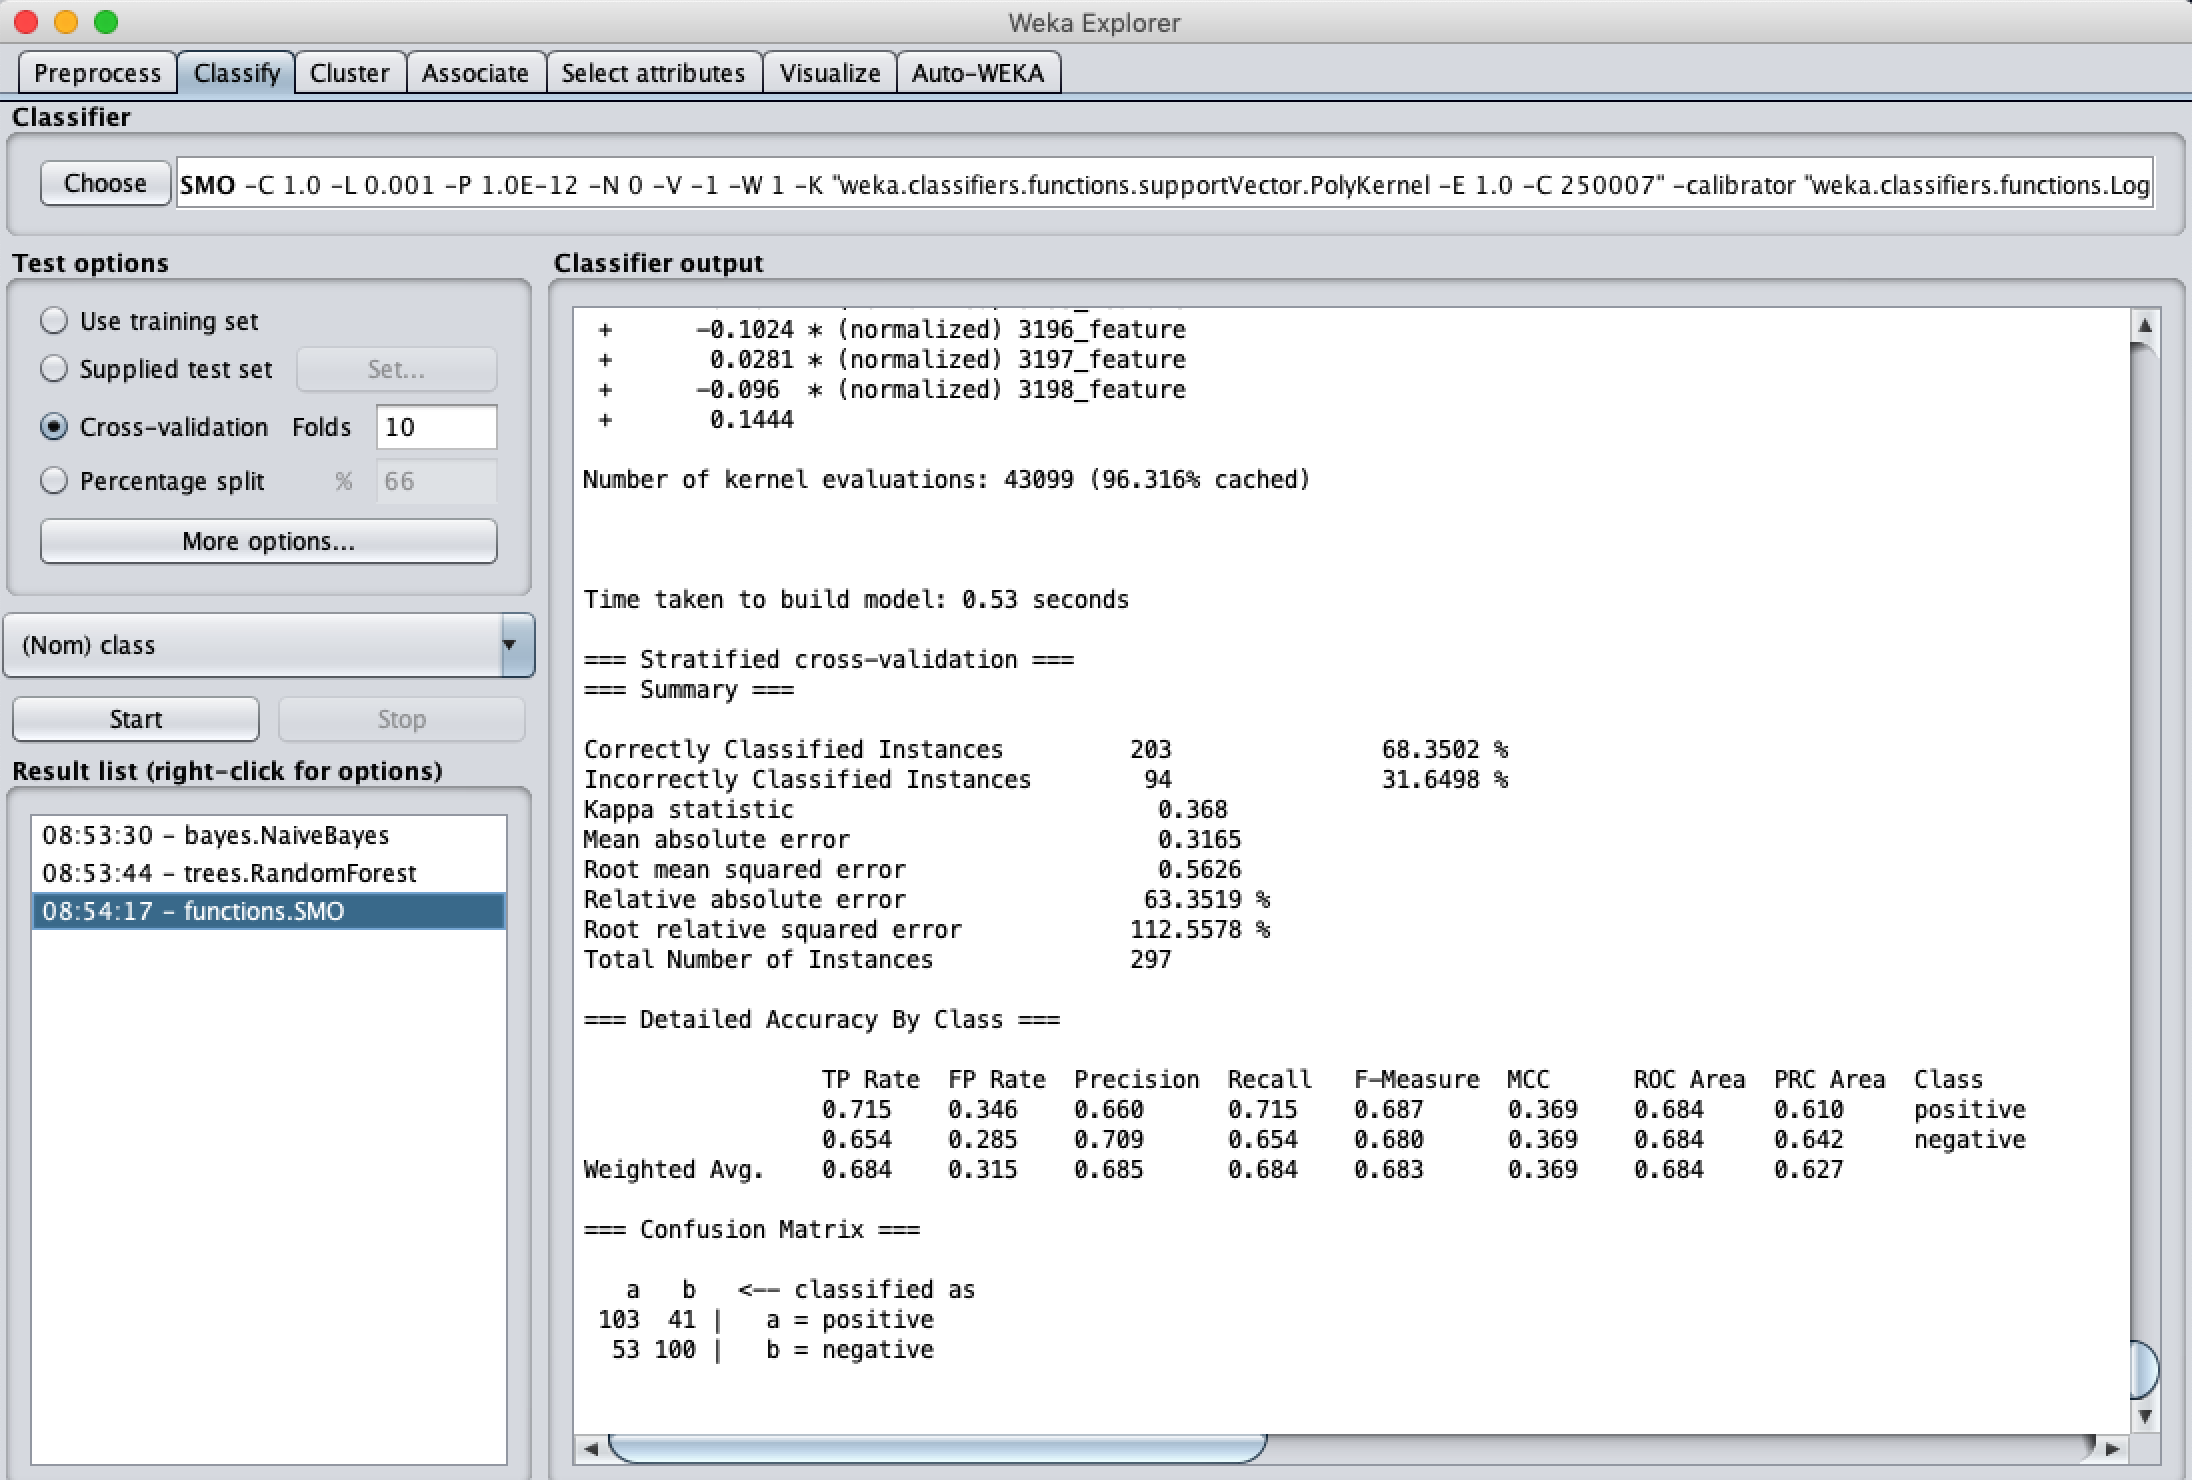 Weka Explorer
Preprocess Classify Cluster Associate Select attributes Visualize Auto-WEKA
Classifier
Choose SMO -C 1.0 -L 0.001 -P 1.0E-12 -N 0 -V -1 -W 1 -K "weka.classifiers.functions.supportVector.PolyKernel -E 1.0 -C 250007" -calibrator "weka.classifiers.functions.Log
Test options
Use training set
Supplied test set Set...
Cross-validation Folds 10
Percentage split % 66
More options...
(Nom) class
Start Stop
Result list (right-click for options)
08:53:30 - bayes.NaiveBayes
08:53:44 - trees.RandomForest
08:54:17 - functions.SMO
Classifier output
+ -0.1024 * (normalized) 3196_feature
+ 0.0281 * (normalized) 3197_feature
+ -0.096 * (normalized) 3198_feature
+ 0.1444
Number of kernel evaluations: 43099 (96.316% cached)
Time taken to build model: 0.53 seconds
=== Stratified cross-validation ===
=== Summary ===
Correctly Classified Instances 203 68.3502 %
Incorrectly Classified Instances 94 31.6498 %
Kappa statistic 0.368
Mean absolute error 0.3165
Root mean squared error 0.5626
Relative absolute error 63.3519 %
Root relative squared error 112.5578 %
Total Number of Instances 297
=== Detailed Accuracy By Class ===
TP Rate FP Rate Precision Recall F-Measure MCC ROC Area PRC Area Class
0.715 0.346 0.660 0.715 0.687 0.369 0.684 0.610 positive
0.654 0.285 0.709 0.654 0.680 0.369 0.684 0.642 negative
Weighted Avg. 0.684 0.315 0.685 0.684 0.683 0.369 0.684 0.627
=== Confusion Matrix ===
a b <-- classified as
103 41 | a = positive
53 100 | b = negative